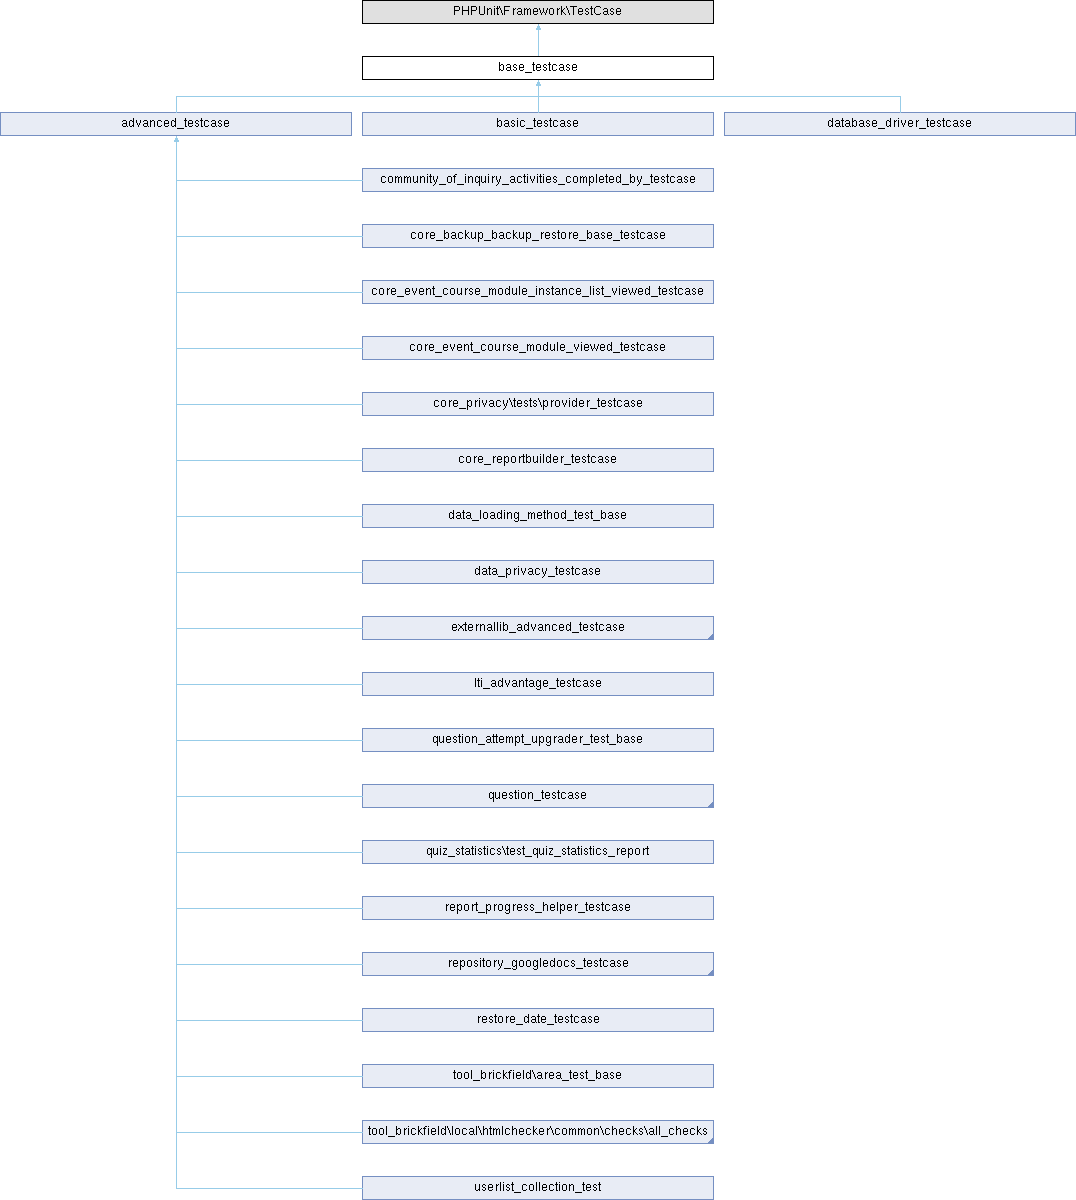 PHPUnit\Framework\TestCase
base_testcase
advanced_testcase
basic_testcase
database_driver_testcase
community_of_inquiry_activities_completed_by_testcase
core_backup_backup_restore_base_testcase
core_event_course_module_instance_list_viewed_testcase
core_event_course_module_viewed_testcase
core_privacy\tests\provider_testcase
core_reportbuilder_testcase
data_loading_method_test_base
data_privacy_testcase
externallib_advanced_testcase
lti_advantage_testcase
question_attempt_upgrader_test_base
question_testcase
quiz_statistics\test_quiz_statistics_report
report_progress_helper_testcase
repository_googledocs_testcase
restore_date_testcase
tool_brickfield\area_test_base
tool_brickfield\local\htmlchecker\common\checks\all_checks
userlist_collection_test